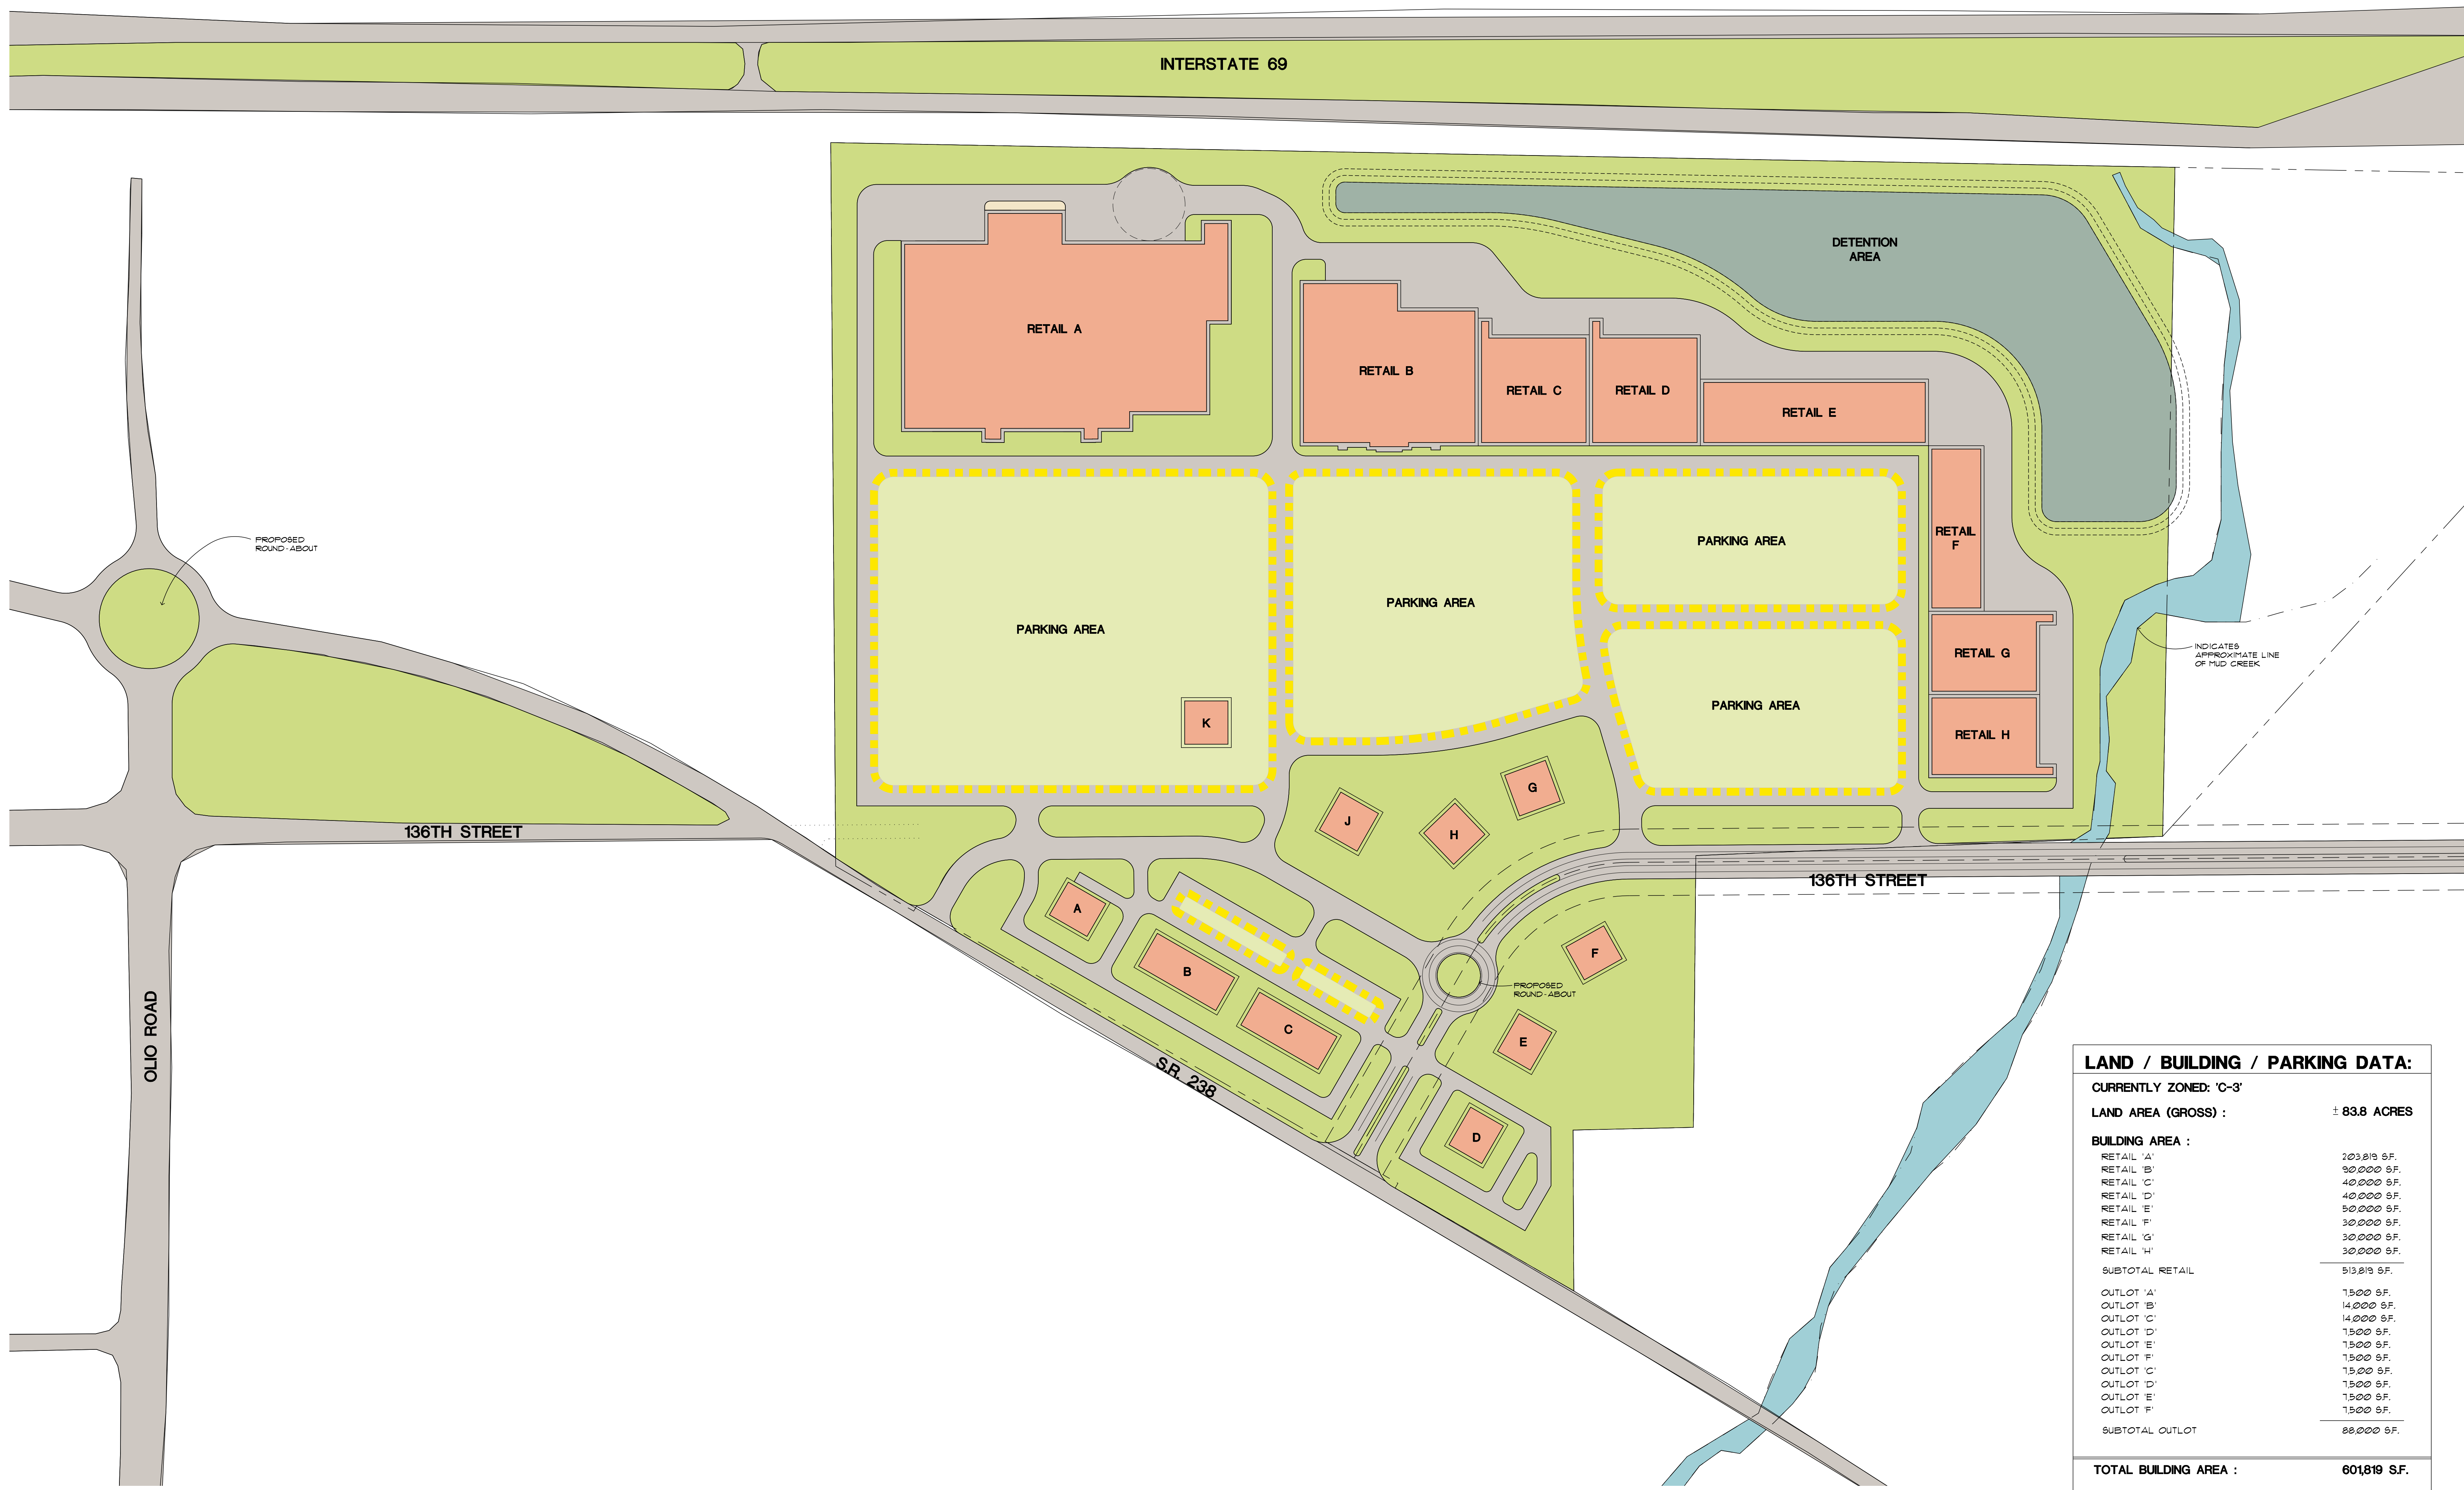 INTERSTATE 69
DETENTION
AREA
RETAIL A
RETAIL B
RETAIL C
RETAIL D
RETAIL E
PROPOSED
ROUND-ABOUT
RETAIL
F
PARKING AREA
PARKING AREA
PARKING AREA
RETAIL G
INDICATES
APPROXIMATE LINE
OF MUD CREEK
PARKING AREA
K
RETAIL H
G
J
H
136TH STREET
136TH STREET
A
F
B
PROPOSED
ROUND-ABOUT
C
E
OLIO ROAD
S.R. 238
D
LAND / BUILDING / PARKING DATA:
CURRENTLY ZONED: 'C-3'
LAND AREA (GROSS) : ± 83.8 ACRES
BUILDING AREA :
RETAIL 'A' 203,819 S.F.
RETAIL 'B' 90,000 S.F.
RETAIL 'C' 40,000 S.F.
RETAIL 'D' 40,000 S.F.
RETAIL 'E' 50,000 S.F.
RETAIL 'F' 30,000 S.F.
RETAIL 'G' 30,000 S.F.
RETAIL 'H' 30,000 S.F.
SUBTOTAL RETAIL 513,819 S.F.
OUTLOT 'A' 7,500 S.F.
OUTLOT 'B' 14,000 S.F.
OUTLOT 'C' 14,000 S.F.
OUTLOT 'D' 7,500 S.F.
OUTLOT 'E' 7,500 S.F.
OUTLOT 'F' 7,500 S.F.
OUTLOT 'C' 7,500 S.F.
OUTLOT 'D' 7,500 S.F.
OUTLOT 'E' 7,500 S.F.
OUTLOT 'F' 7,500 S.F.
SUBTOTAL OUTLOT 88,000 S.F.
TOTAL BUILDING AREA : 601,819 S.F.